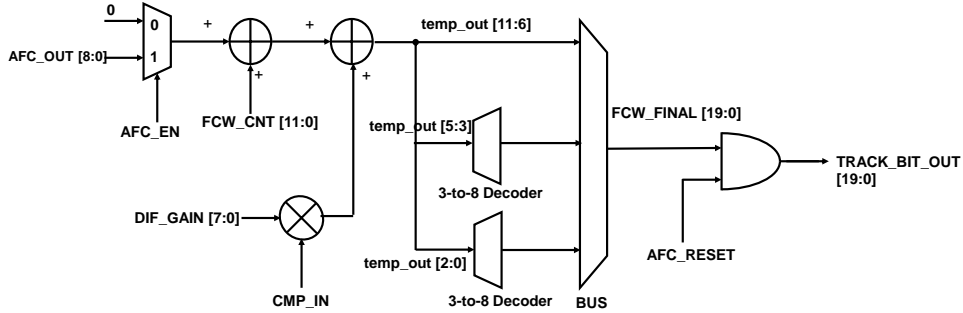 0
0
temp_out [11:6]
+
+
AFC_OUT [8:0]
1
+
+
FCW_CNT [11:0]
FCW_FINAL [19:0]
AFC_EN
temp_out [5:3]
TRACK_BIT_OUT
[19:0]
3-to-8 Decoder
DIF_GAIN [7:0]
AFC_RESET
temp_out [2:0]
CMP_IN
3-to-8 Decoder
BUS